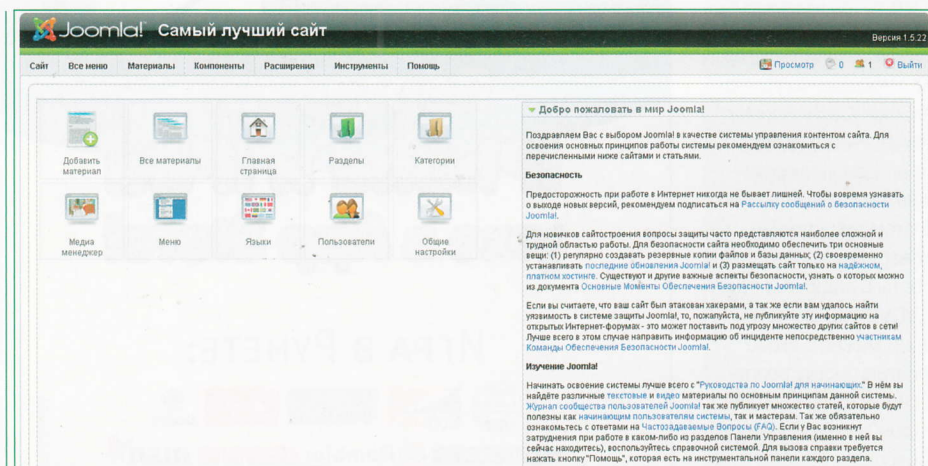 Joomla! Самый лучший сайт
Версия 1.5.22
Сайт Все меню Материалы Компоненты Расширения Инструменты Помощь
Просмотр 0 1 Выйти
Добавить материал
Все материалы
Главная страница
Разделы
Категории
Медиа менеджер
Меню
Языки
Пользователи
Общие настройки
Добро пожаловать в мир Joomla!
Поздравляем Вас с выбором Joomla! в качестве системы управления контентом сайта. Для
освоения основных принципов работы системы рекомендуем ознакомиться с
перечисленными ниже сайтами и статьями.
Безопасность
Предосторожность при работе в Интернет никогда не бывает лишней. Чтобы вовремя узнавать
о выходе новых версий, рекомендуем подписаться на Рассылку сообщений о безопасности
Joomla!.
Для новичков сайтостроения вопросы защиты часто представляются наиболее сложной и
трудной областью работы. Для безопасности сайта необходимо обеспечить три основные
вещи: (1) регулярно создавать резервные копии файлов и базы данных; (2) своевременно
устанавливать последние обновления Joomla! и (3) размещать сайт только на надёжном,
платном хостинге. Существуют и другие важные аспекты безопасности, узнать о которых можно
из документа Основные Моменты Обеспечения Безопасности Joomla!.
Если вы считаете, что ваш сайт был атакован хакерами, а так же если вам удалось найти
уязвимость в системе защиты Joomla!, то, пожалуйста, не публикуйте эту информацию на
открытых Интернет-форумах - это может поставить под угрозу множество других сайтов в сети!
Лучше всего в этом случае направить информацию об инциденте непосредственно участникам
Команды Обеспечения Безопасности Joomla!.
Изучение Joomla!
Начинать освоение системы лучше всего с "Руководства по Joomla! для начинающих." В нём вы
найдёте различные текстовые и видео материалы по основным принципам данной системы.
Журнал сообщества пользователей Joomla! так же публикует множество статей, которые будут
полезны как начинающим пользователям системы, так и мастерам. Так же обязательно
ознакомьтесь с ответами на Частозадаваемые Вопросы (FAQ). Если у Вас возникнут
затруднения при работе в каком-либо из разделов Панели Управления (именно в ней вы
сейчас находитесь), воспользуйтесь справочной системой. Для вызова справки требуется
нажать кнопку "Помощь", которая есть на инструментальной панели каждого раздела.